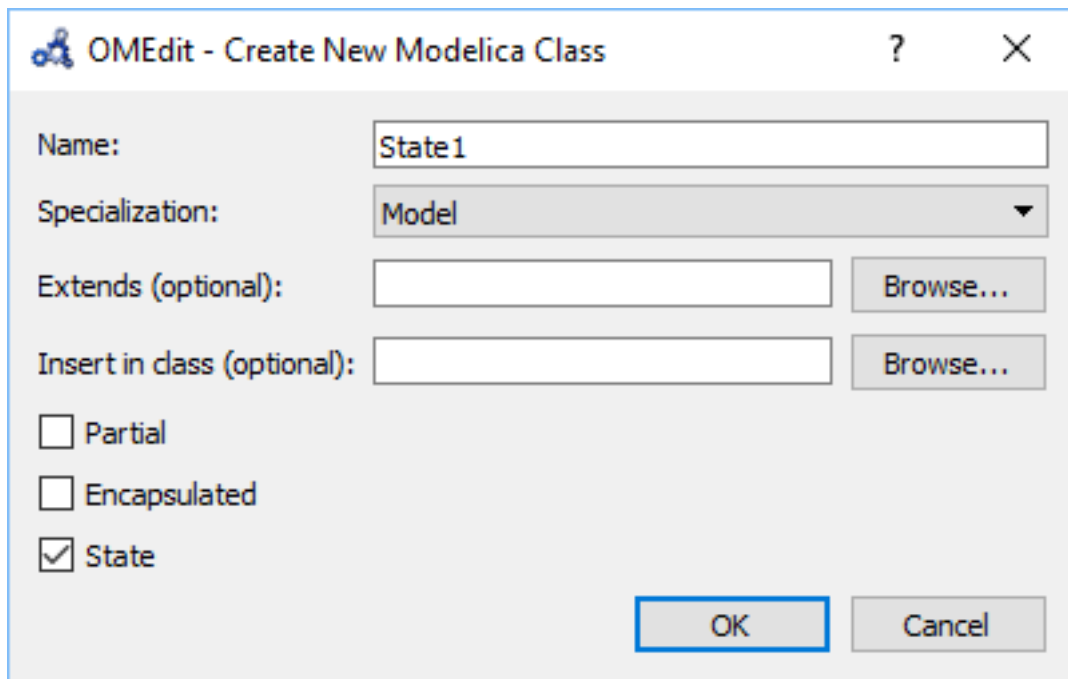 OMEdit - Create New Modelica Class ?
Name: State1
Specialization: Model
Extends (optional): Browse...
Insert in class (optional): Browse...
Partial
Encapsulated
State
OK Cancel